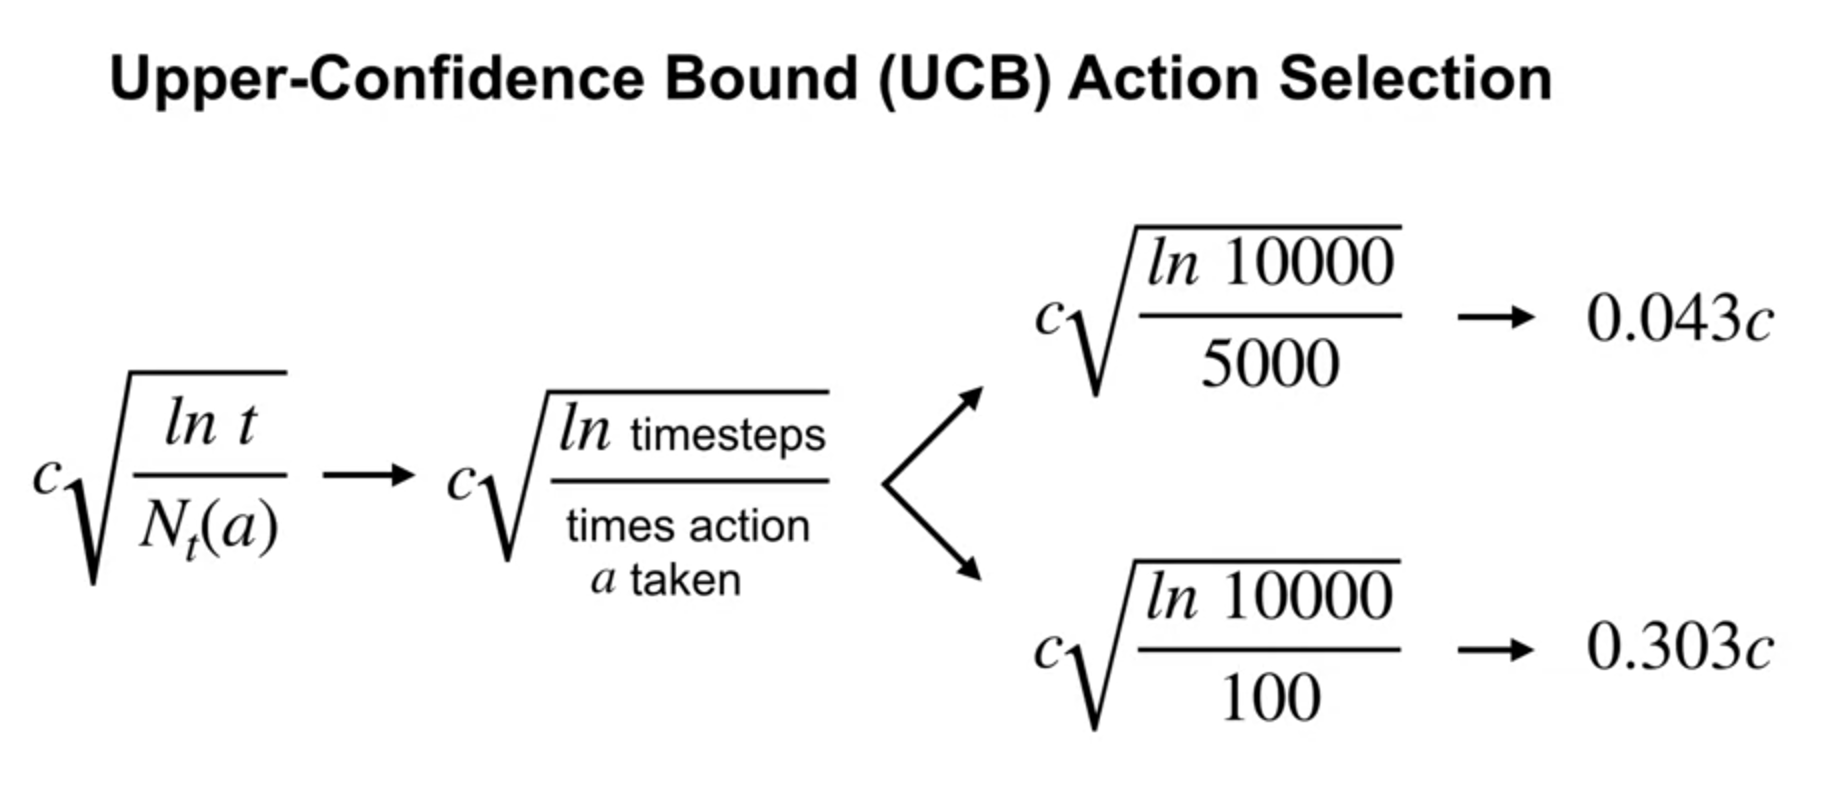 Upper-Confidence Bound (UCB) Action Selection
c√(ln t / N_t(a)) → c√(ln timesteps / times action a taken)
c√(ln 10000 / 5000) → 0.043c
c√(ln 10000 / 100) → 0.303c